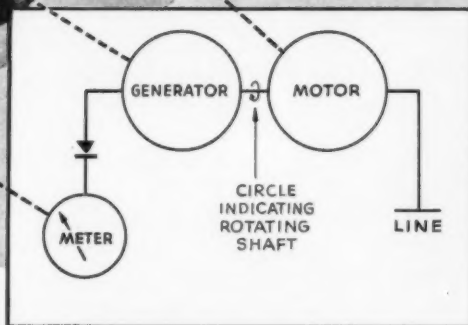 GENERATOR
MOTOR
METER
CIRCLE
INDICATING
ROTATING
SHAFT
LINE